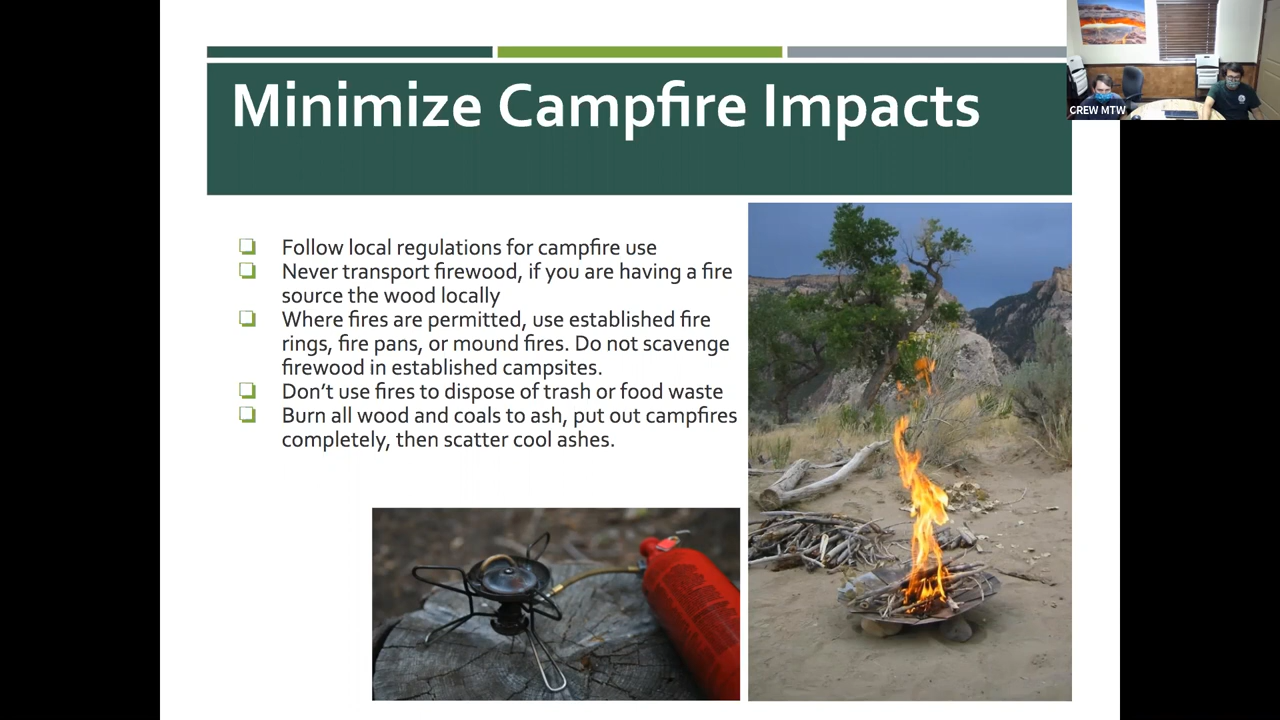 Minimize Campfire Impacts
CREW MTW
Follow local regulations for campfire use
Never transport firewood, if you are having a fire
source the wood locally
Where fires are permitted, use established fire
rings, fire pans, or mound fires. Do not scavenge
firewood in established campsites.
Don't use fires to dispose of trash or food waste
Burn all wood and coals to ash, put out campfires
completely, then scatter cool ashes.